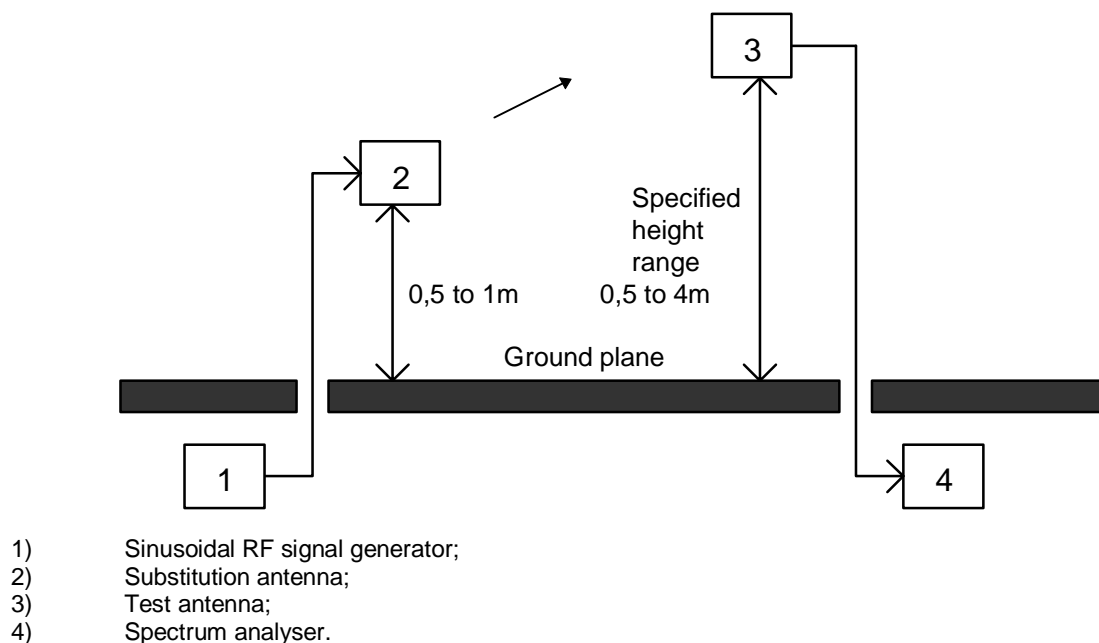 3
2
Specified
height
range
0,5 to 1m
0,5 to 4m
Ground plane
1
4
1) Sinusoidal RF signal generator;
2) Substitution antenna;
3) Test antenna;
4) Spectrum analyser.